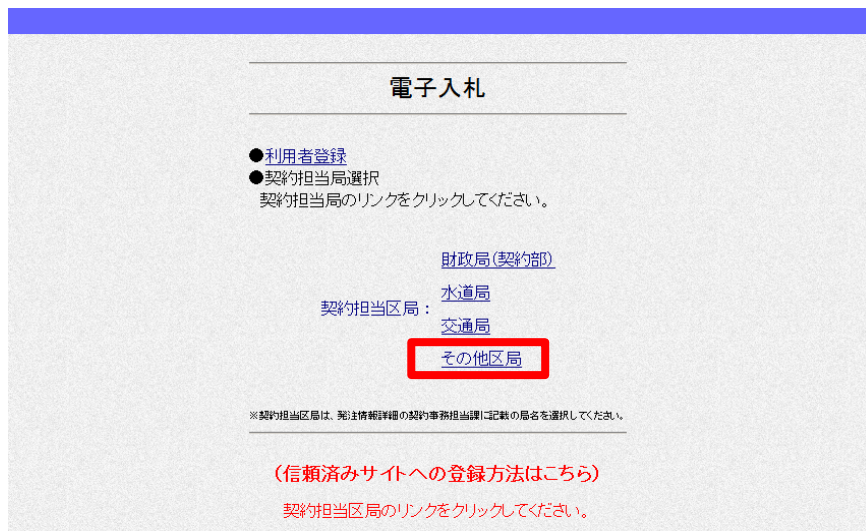 電子入札
●利用者登録
●契約担当局選択
契約担当局のリンクをクリックしてください。
財政局(契約部)
水道局
契約担当区局:
交通局
その他区局
※契約担当区局は、発注情報詳細の契約事務担当課に記載の局名を選択してください。
(信頼済みサイトへの登録方法はこちら)
契約担当区局のリンクをクリックしてください。